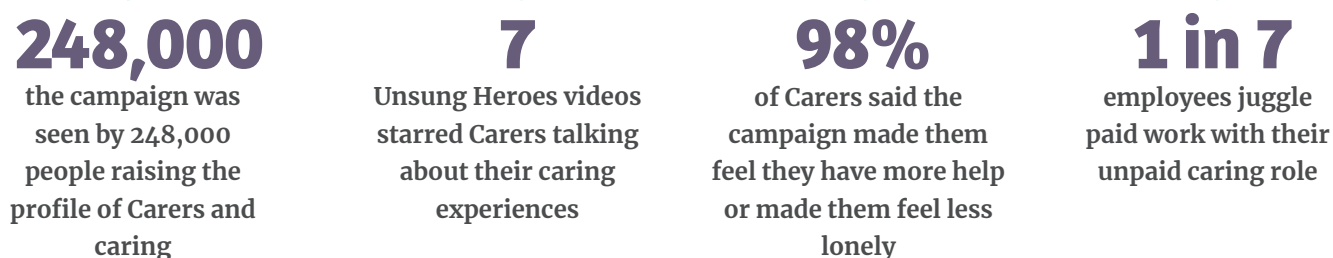 248,000
the campaign was
seen by 248,000
people raising the
profile of Carers and
caring
7
Unsung Heroes videos
starred Carers talking
about their caring
experiences
98%
of Carers said the
campaign made them
feel they have more help
or made them feel less
lonely
1 in 7
employees juggle
paid work with their
unpaid caring role